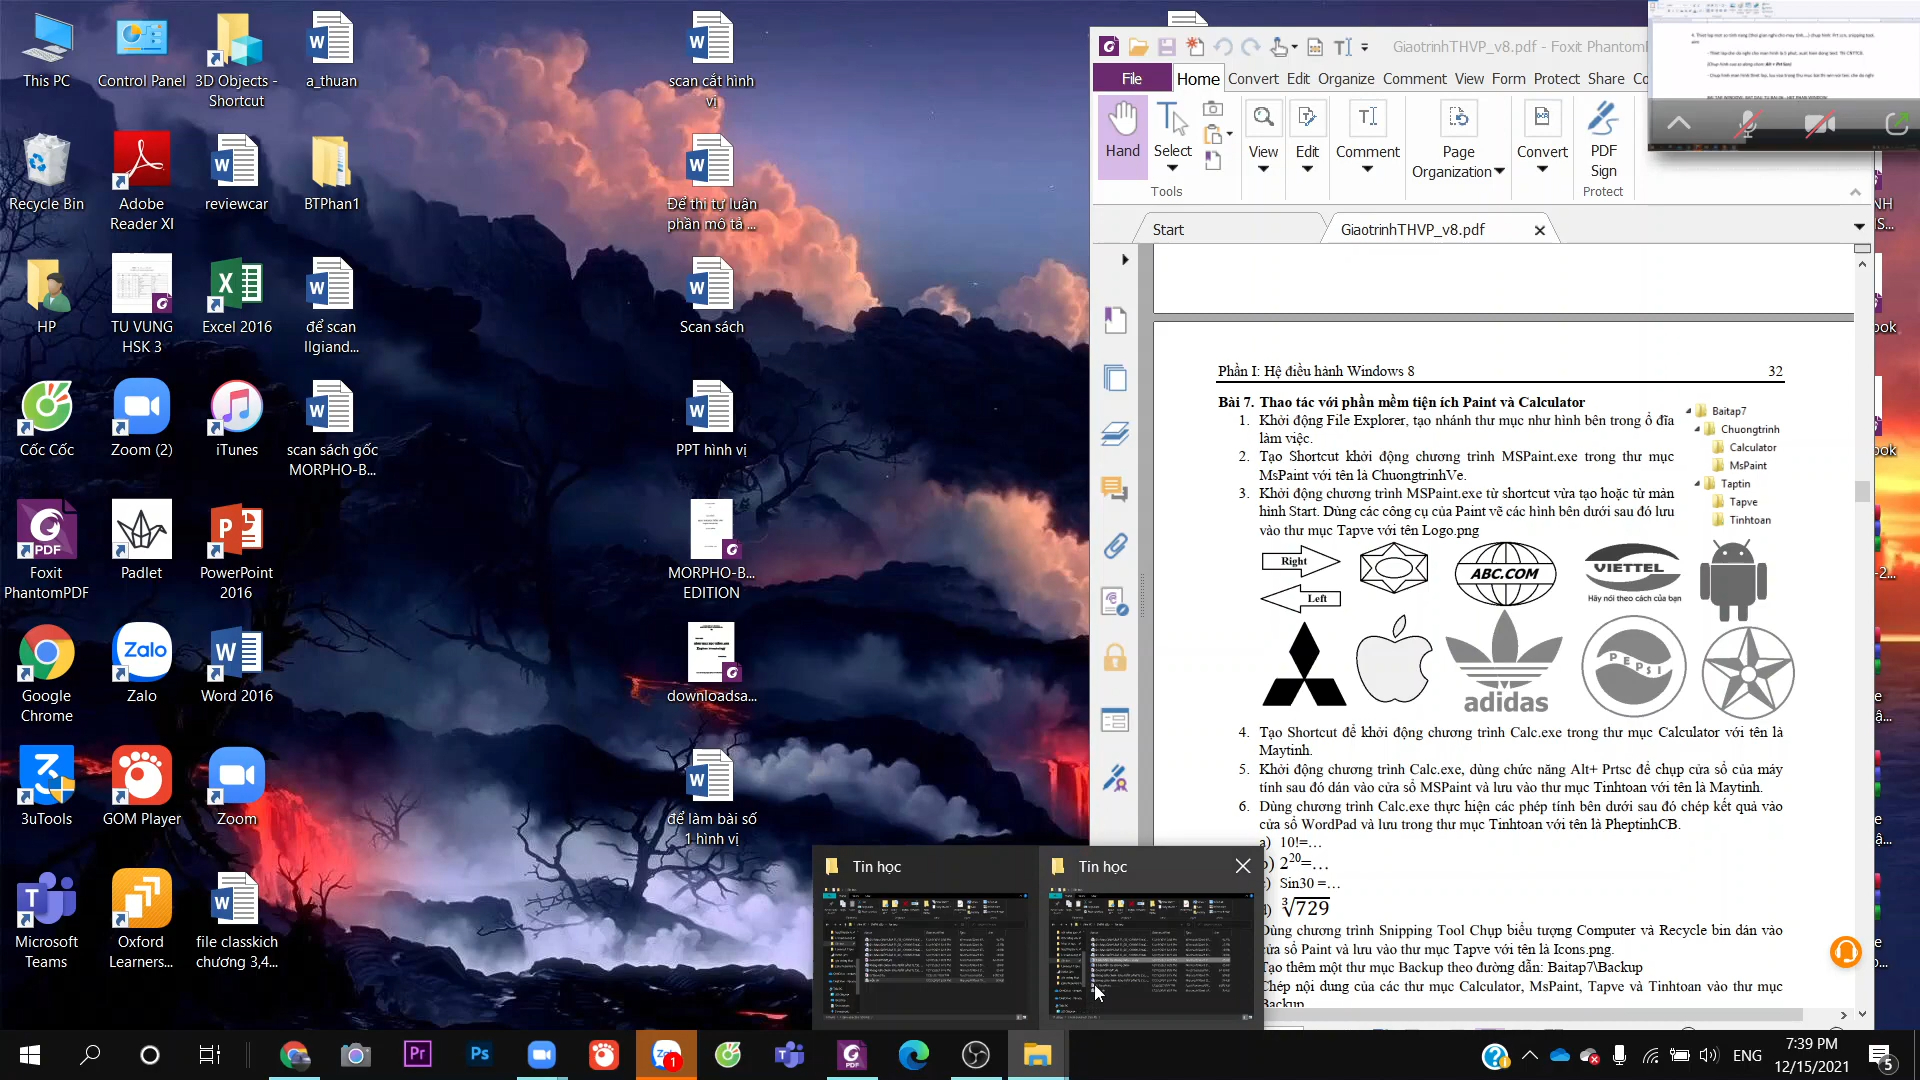 This PC
Control Panel
3D Objects -
Shortcut
a_thuan
scan cắt hình
vị
Recycle Bin
Adobe
Reader XI
reviewcar
BTPhan1
Để thi tự luận
phần mô tả ...
HP
TU VUNG
HSK 3
Excel 2016
để scan
Ilgiand...
Scan sách
Cốc Cốc
Zoom (2)
iTunes
scan sách gốc
MORPHO-B...
PPT hình vị
Foxit
PhantomPDF
Padlet
PowerPoint
2016
MORPHO-B...
EDITION
Google
Chrome
Zalo
Word 2016
downloadsa...
3uTools
GOM Player
Zoom
để làm bài số
1 hình vị
Microsoft
Teams
Oxford
Learners...
file classkich
chương 3,4...
GiaotrinhTHVP_v8.pdf - Foxit Phantom
File
Home
Convert
Edit
Organize
Comment
View
Form
Protect
Share
Co
Hand
Select
View
Edit
Comment
Page
Organization
Convert
PDF
Sign
Tools
Protect
Start
GiaotrinhTHVP_v8.pdf
Phần I: Hệ điều hành Windows 8 32
Bài 7. Thao tác với phần mềm tiện ích Paint và Calculator
1. Khởi động File Explorer, tạo nhánh thư mục như hình bên trong ổ đĩa
làm việc.
2. Tạo Shortcut khởi động chương trình MSPaint.exe trong thư mục
MsPaint với tên là ChuongtrinhVe.
3. Khởi động chương trình MSPaint.exe từ shortcut vừa tạo hoặc từ màn
hình Start. Dùng các công cụ của Paint vẽ các hình bên dưới sau đó lưu
vào thư mục Tapve với tên Logo.png
Baitap7
Chuongtrinh
Calculator
MsPaint
Taptin
Tapve
Tinhtoan
Right
Left
ABC.COM
VIETTEL
Hãy nói theo cách của bạn
adidas
PEPSI
4. Tạo Shortcut để khởi động chương trình Calc.exe trong thư mục Calculator với tên là
Maytinh.
5. Khởi động chương trình Calc.exe, dùng chức năng Alt+ Prtsc để chụp cửa sổ của máy
tính sau đó dán vào cửa sổ MSPaint và lưu vào thư mục Tinhtoan với tên là Maytinh.
6. Dùng chương trình Calc.exe thực hiện các phép tính bên dưới sau đó chép kết quả vào
cửa sổ WordPad và lưu trong thư mục Tinhtoan với tên là PheptinhCB.
a) 10!=...
b) 2^20=...
Sin30 =...
d) ∛729
Dùng chương trình Snipping Tool Chụp biểu tượng Computer và Recycle bin dán vào
cửa sổ Paint và lưu vào thư mục Tapve với tên là Icons.png.
Tạo thêm một thư mục Backup theo đường dẫn: Baitap7\Backup
Chép nội dung của các thư mục Calculator, MsPaint, Tapve và Tinhtoan vào thư mục
Backup
Tin học
Tin học
ENG
7:39 PM
12/15/2021
5